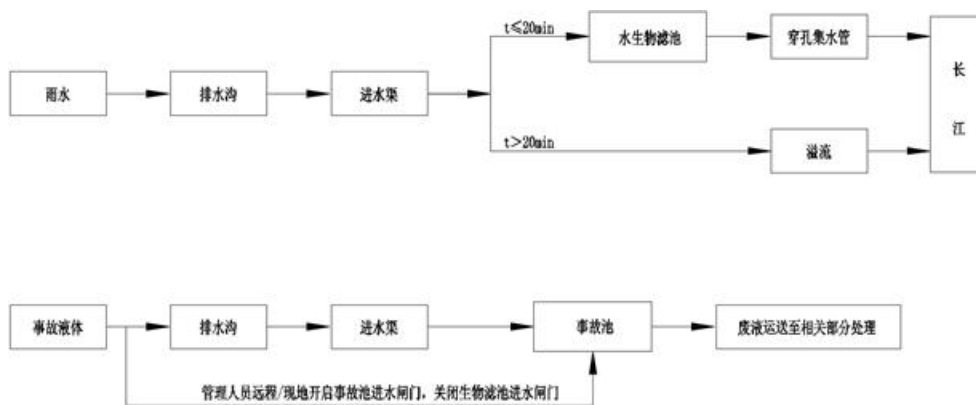 t≤20min
水生物滤池
穿孔集水管
长
江
雨水
排水沟
进水渠
t>20min
溢流
事故液体
排水沟
进水渠
事故池
废液运送至相关部分处理
管理人员远程/现地开启事故池进水闸门，关闭生物滤池进水闸门